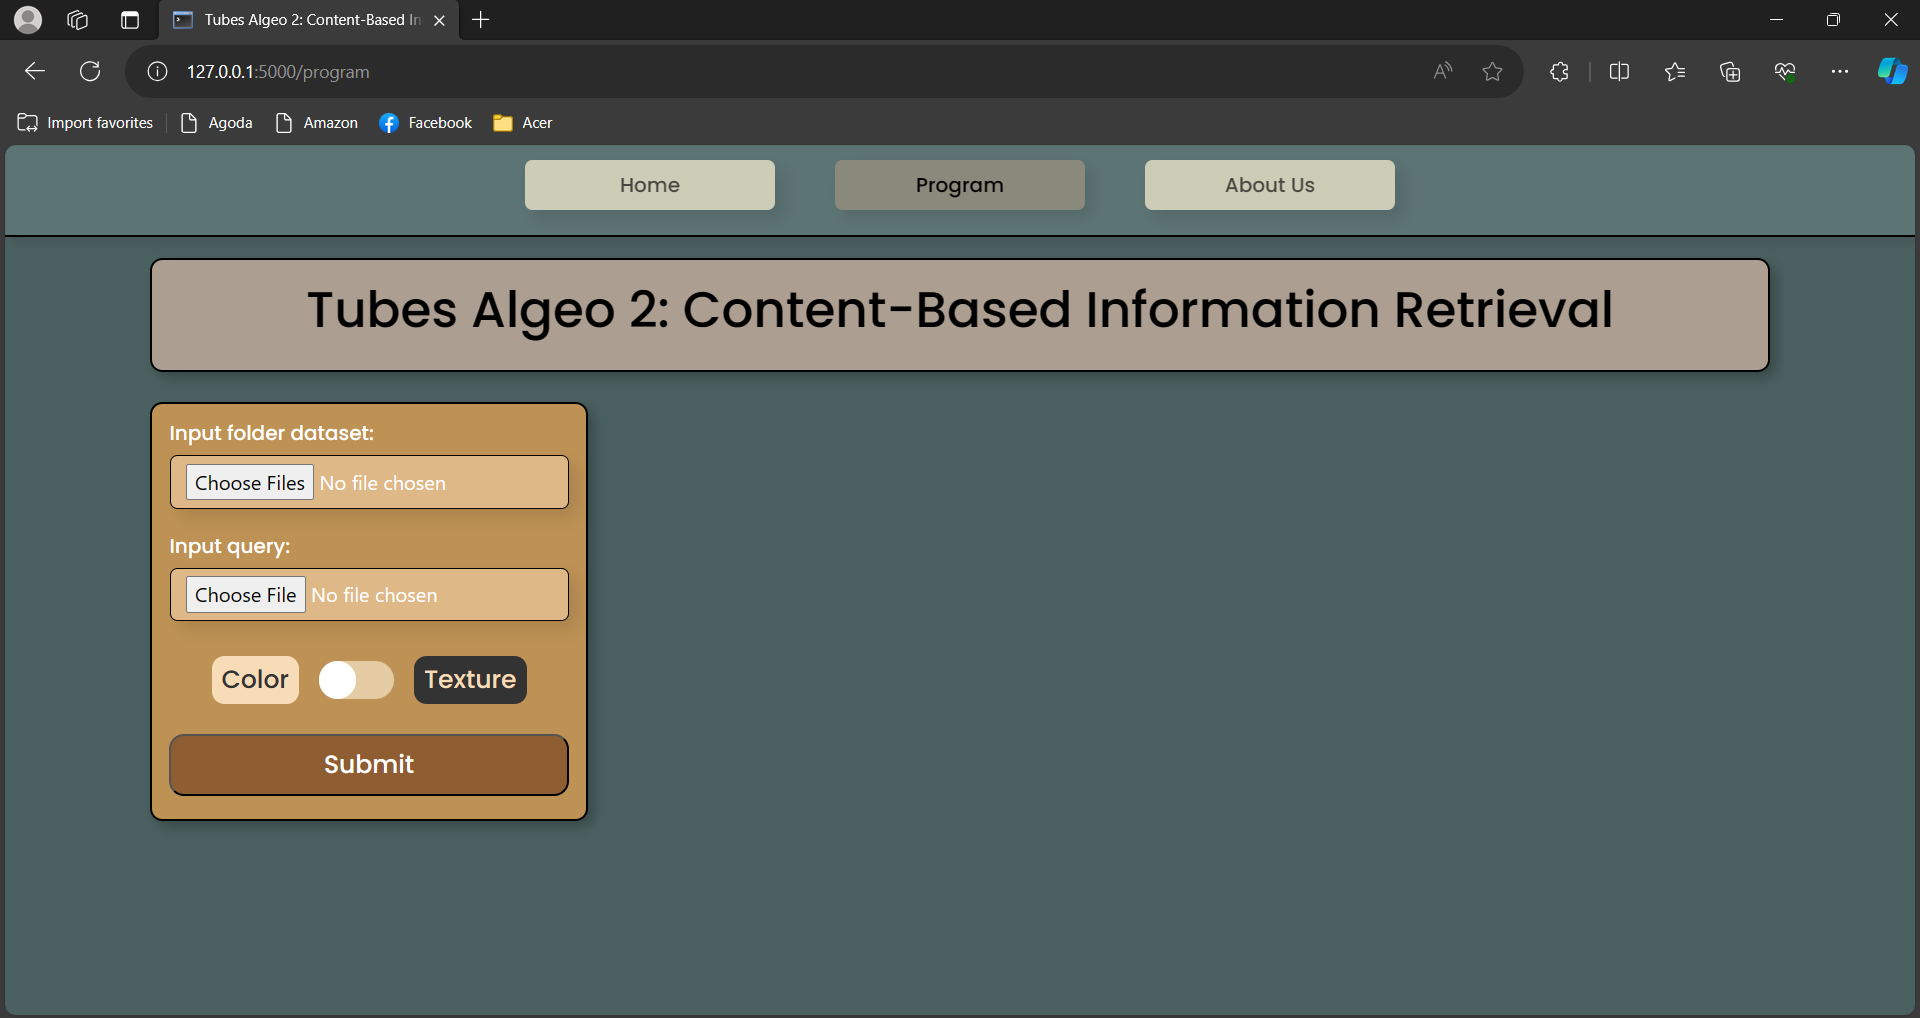 Tubes Algeo 2: Content-Based In
127.0.0.1:5000/program
Import favorites Agoda Amazon Facebook Acer
Home Program About Us
Tubes Algeo 2: Content-Based Information Retrieval
Input folder dataset:
Choose Files No file chosen
Input query:
Choose File No file chosen
Color Texture
Submit